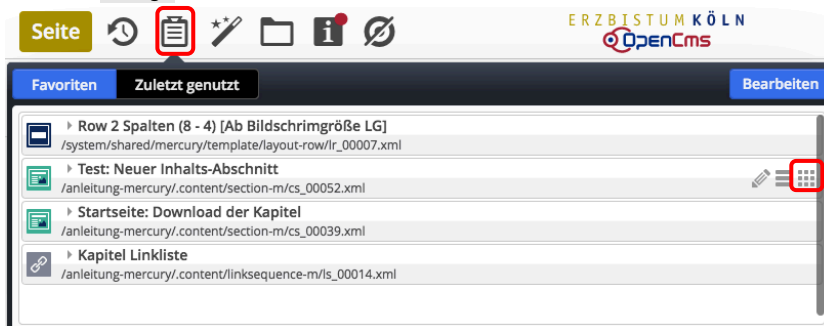 Seite
ERZBISTUM KÖLN
OpenCms
Favoriten Zuletzt genutzt Bearbeiten
Row 2 Spalten (8 - 4) [Ab Bildschrimgröße LG]
/system/shared/mercury/template/layout-row/lr_00007.xml
Test: Neuer Inhalts-Abschnitt
/anleitung-mercury/.content/section-m/cs_00052.xml
Startseite: Download der Kapitel
/anleitung-mercury/.content/section-m/cs_00039.xml
Kapitel Linkliste
/anleitung-mercury/.content/linksequence-m/ls_00014.xml